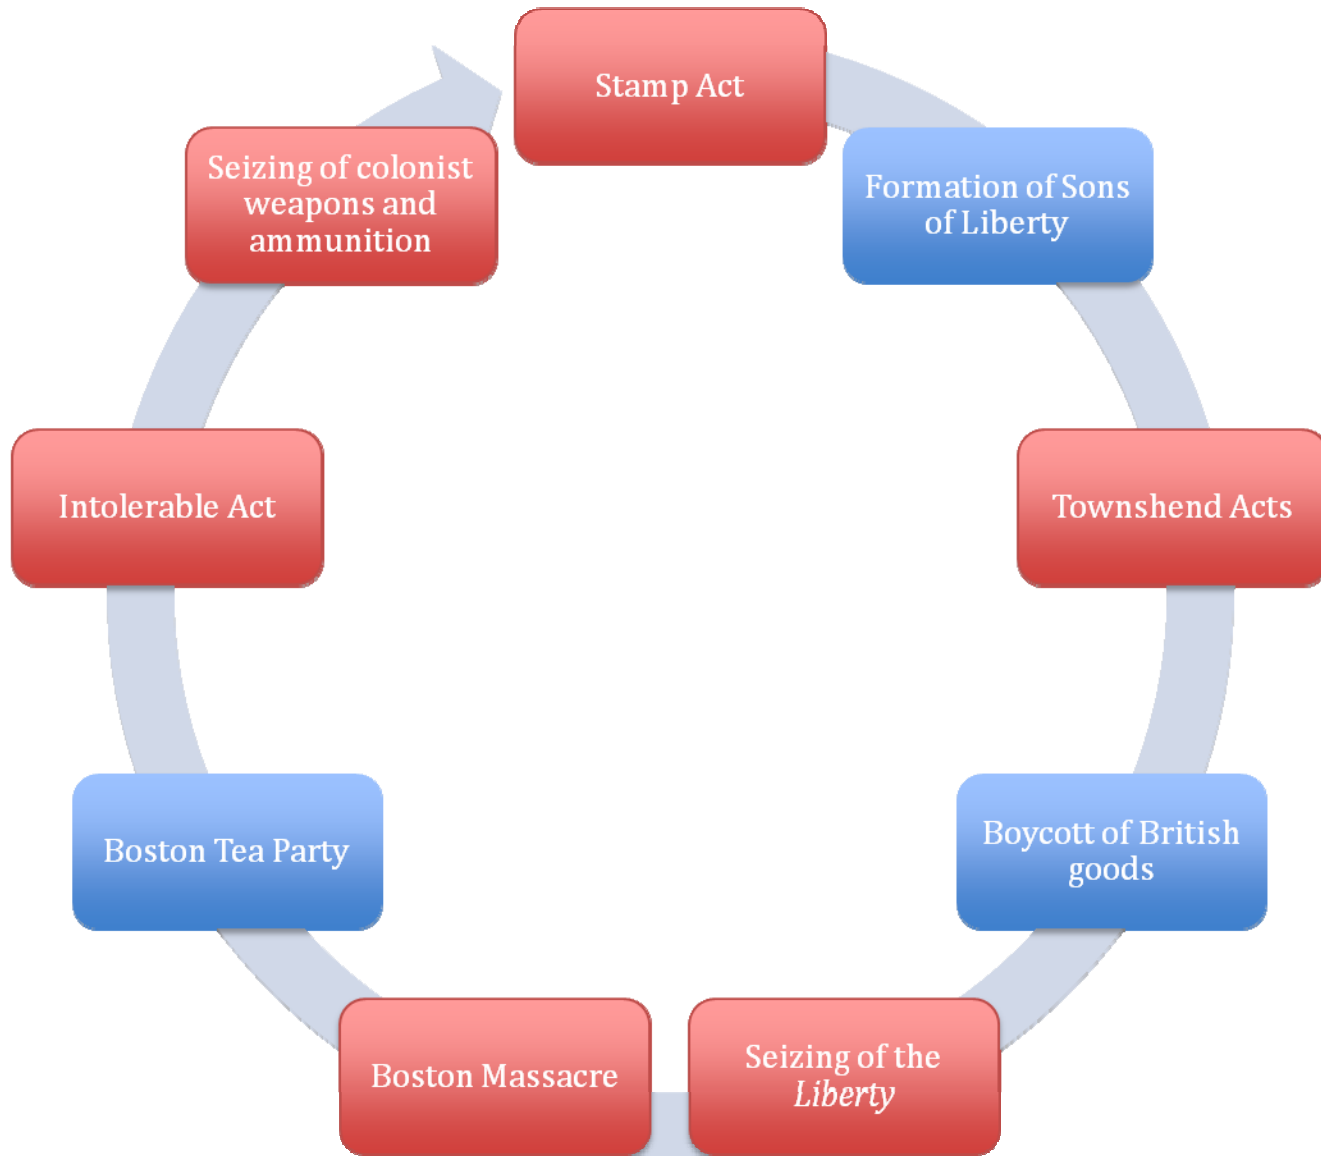 Stamp Act
Formation of Sons
of Liberty
Townshend Acts
Boycott of British
goods
Seizing of the
Liberty
Boston Massacre
Boston Tea Party
Intolerable Act
Seizing of colonist
weapons and
ammunition